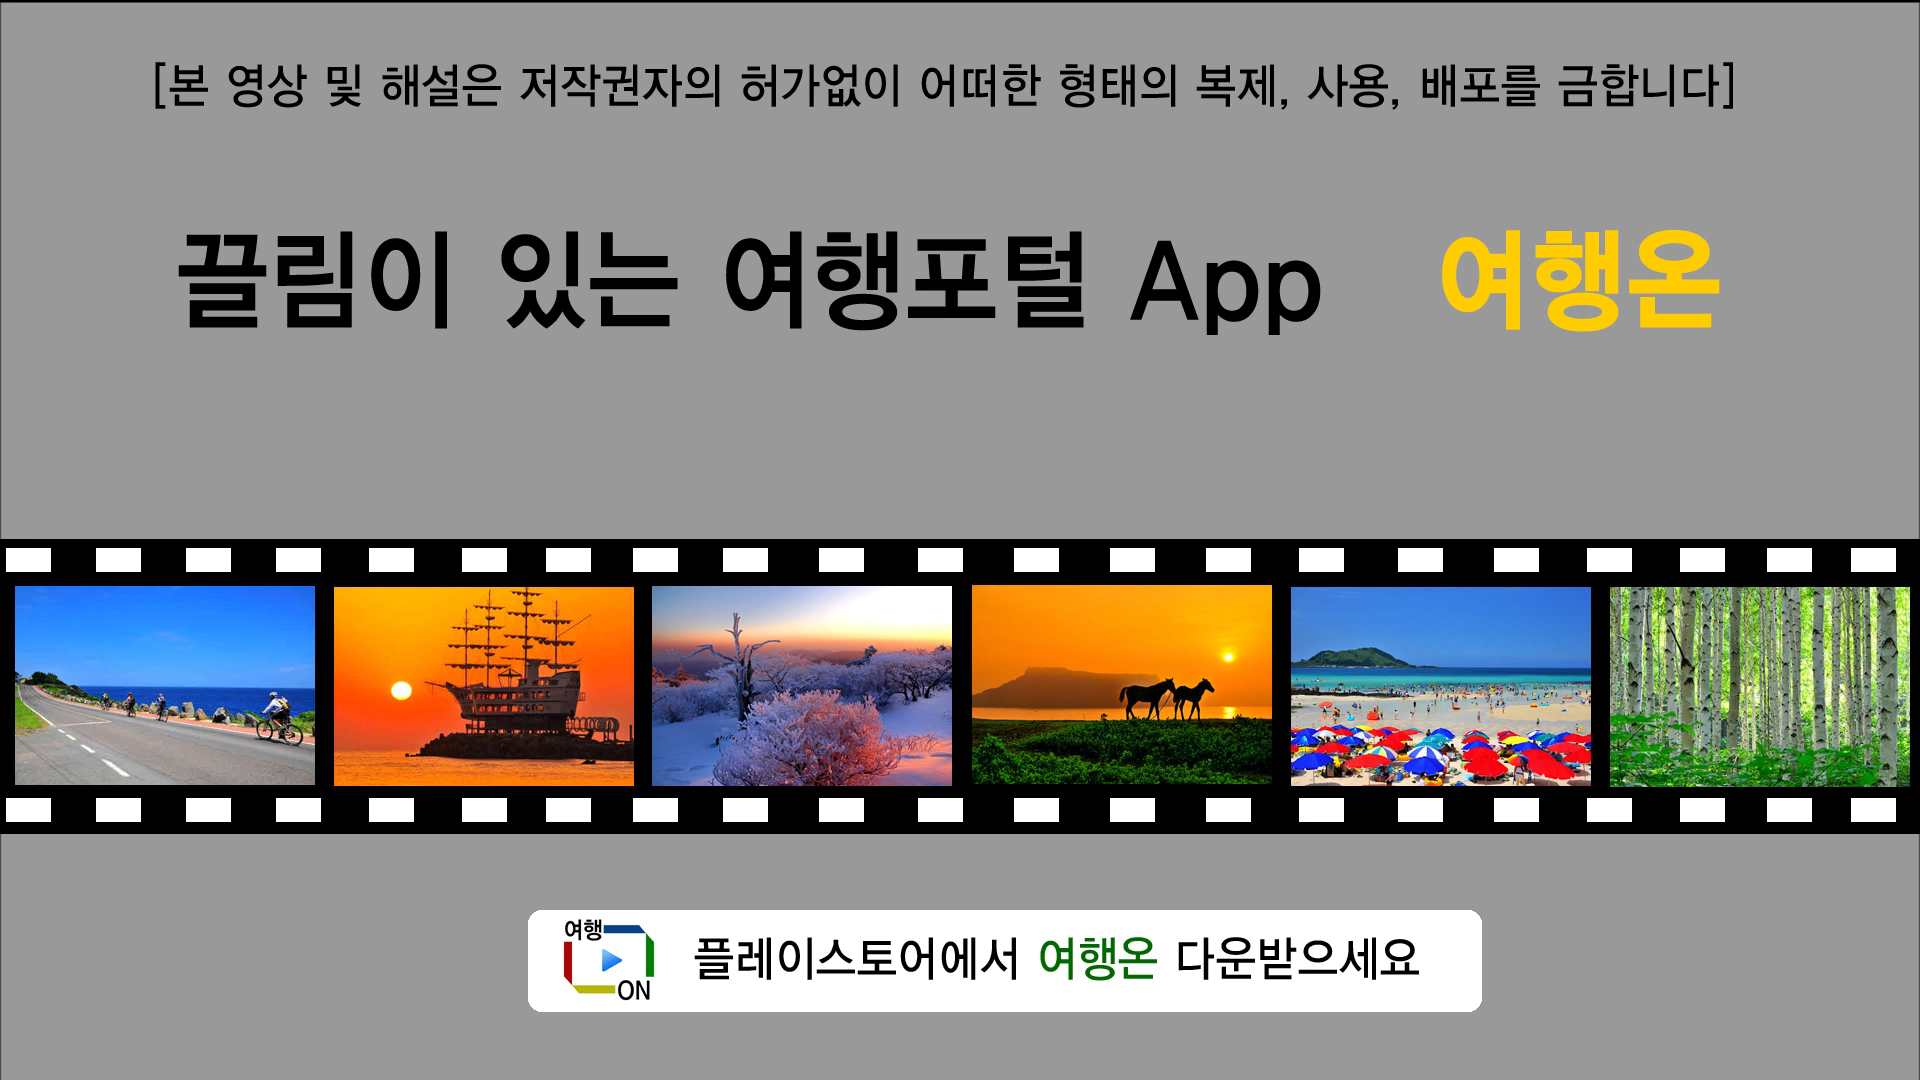 [본 영상 및 해설은 저작권자의 허가없이 어떠한 형태의 복제, 사용, 배포를 금합니다]
끌림이 있는 여행포털 App 여행온
여행
ON
플레이스토어에서 여행온 다운받으세요